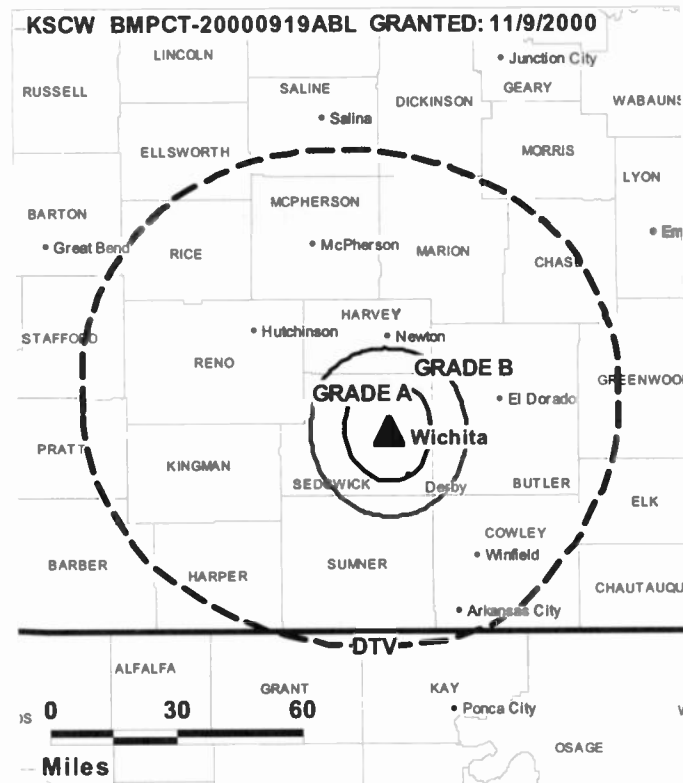 KSCW BMPCT-20000919ABL GRANTED: 11/9/2000
LINCOLN
Junction City
RUSSELL
SALINE
GEARY
DICKINSON
WABAUNS
Salina
ELLSWORTH
MORRIS
LYON
MCPHERSON
BARTON
Great Bend
RICE
McPherson
MARION
CHASE
Em
HARVEY
STAFFORD
Hutchinson
Newton
RENO
GRADE B
GREENWOOD
GRADE A
El Dorado
Wichita
PRATT
KINGMAN
SEDGWICK
Derby
BUTLER
ELK
COWLEY
Winfield
BARBER
HARPER
SUMNER
CHAUTAUQU
Arkansas City
DTV
ALFALFA
GRANT
KAY
OS
0 30 60
Ponca City
W
OSAGE
Miles